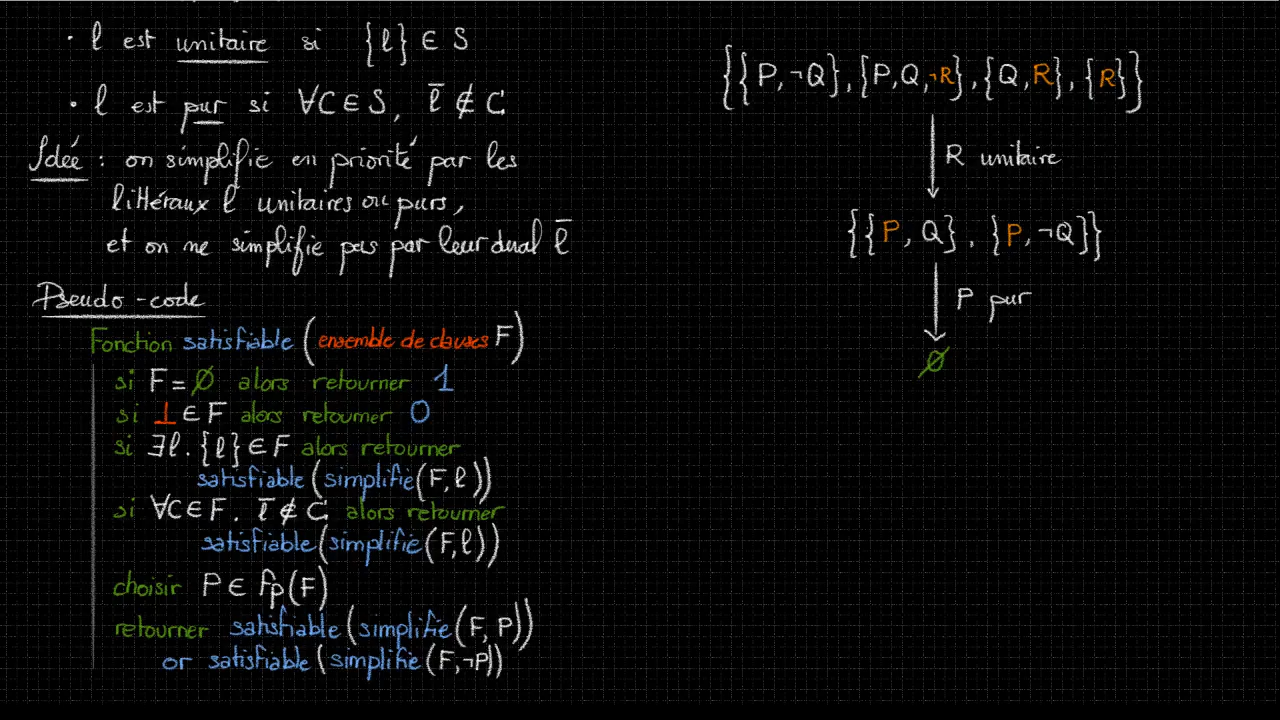 · l est unitaire si {l} ∈ S
· l est pur si ∀C ∈ S, l̄ ∉ C
Idée : on simplifie en priorité par les
littéraux l unitaires ou purs,
et on ne simplifie pas par leur dual l̄
Pseudo-code
Fonction satisfiable (ensemble de clauses F)
si F = ∅ alors retourner 1
si ⊥ ∈ F alors retourner 0
si ∃l. {l} ∈ F alors retourner
satisfiable (simplifie (F, l))
si ∀C ∈ F. l̄ ∉ C alors retourner
satisfiable (simplifie (F, l))
choisir P ∈ fp(F)
retourner satisfiable (simplifie (F, P))
or satisfiable (simplifie (F, ¬P))
{{P, ¬Q}, {P, Q, ¬R}, {Q, R}, {R}}
R unitaire
{{P, Q}, {P, ¬Q}}
P pur
∅